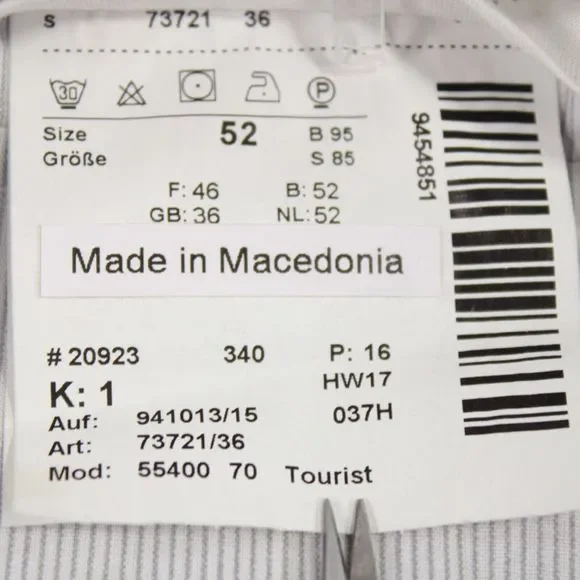 s 73721 36
30 P
Size 52 B 95
Größe S 85
F: 46 B: 52
GB: 36 NL: 52
Made in Macedonia
# 20923 340 P: 16
K: 1 HW17
Auf: 941013/15 037H
Art: 73721/36
Mod: 55400 70 Tourist
9454851